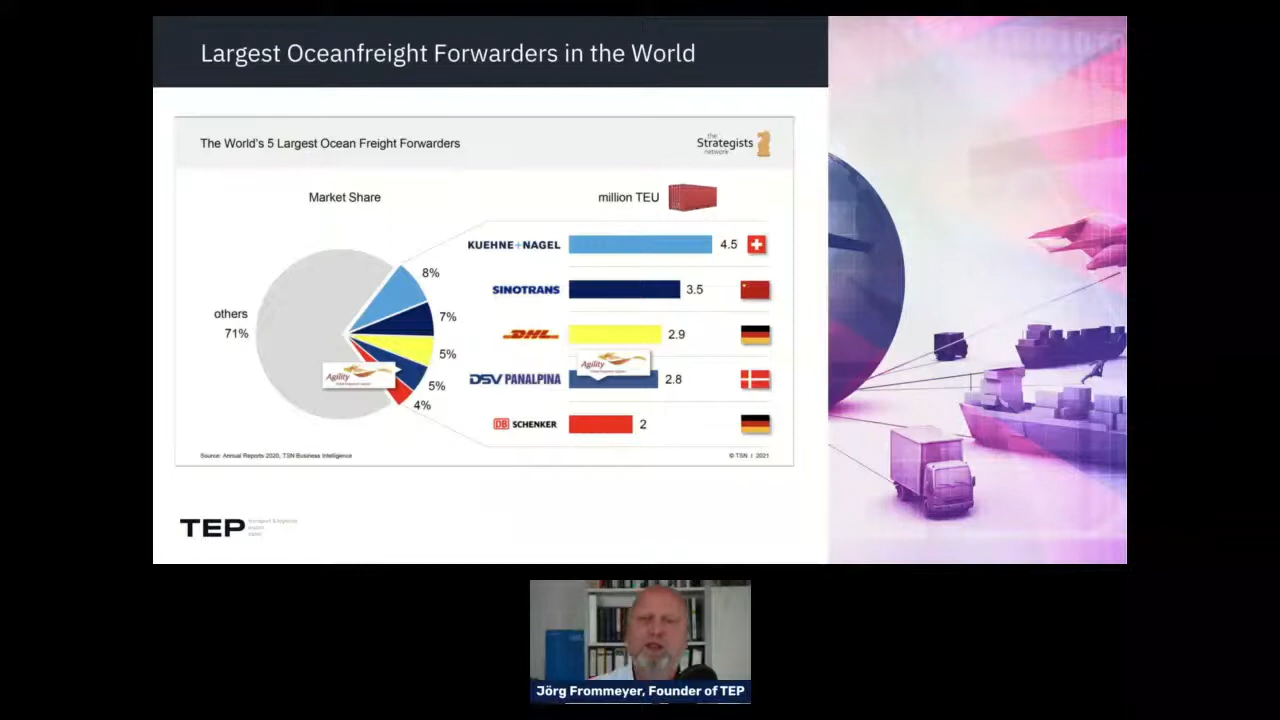 Largest Oceanfreight Forwarders in the World
The World's 5 Largest Ocean Freight Forwarders
the
Strategists
network
Market Share
million TEU
KUEHNE+NAGEL
4.5
8%
SINOTRANS
3.5
7%
others
71%
DHL
2.9
5%
Agility
Agility
DSV PANALPINA
2.8
5%
4%
DB SCHENKER
2
Source: Annual Reports 2020, TSN Business Intelligence
© TSN I 2021
TEP
Jörg Frommeyer, Founder of TEP